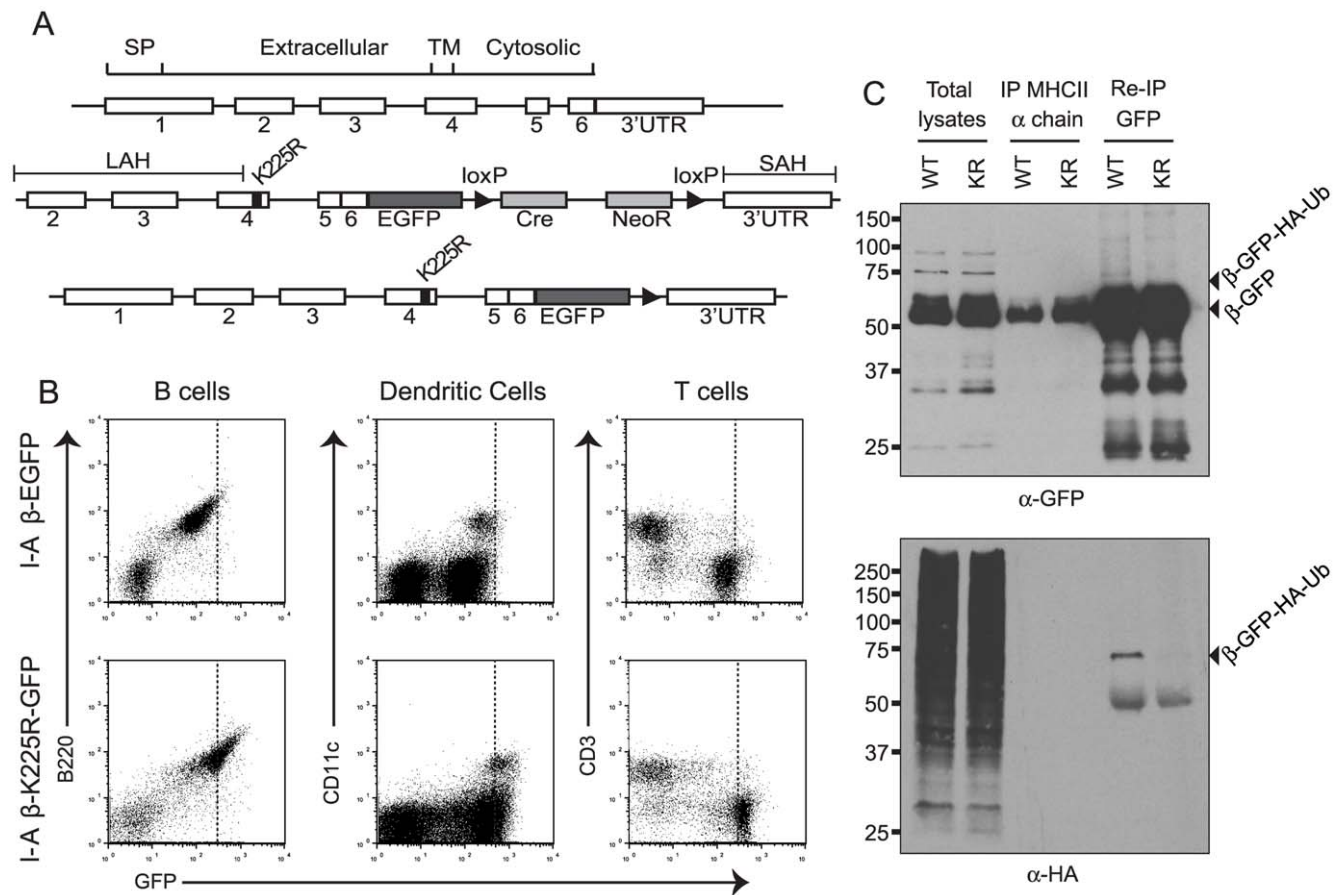 A
SP Extracellular TM Cytosolic
1 2 3 4 5 6 3'UTR
LAH K225R loxP loxP SAH
2 3 4 5 6 EGFP Cre NeoR 3'UTR
K225R
1 2 3 4 5 6 EGFP 3'UTR
B
B cells Dendritic Cells T cells
I-A β-EGFP
I-A β-K225R-GFP
B220
CD11c
CD3
GFP
C
Total lysates
IP MHCII α chain
Re-IP GFP
WT KR WT KR WT KR
150
100
75
50
37
25
β-GFP-HA-Ub
β-GFP
α-GFP
250
150
100
75
50
37
25
β-GFP-HA-Ub
α-HA